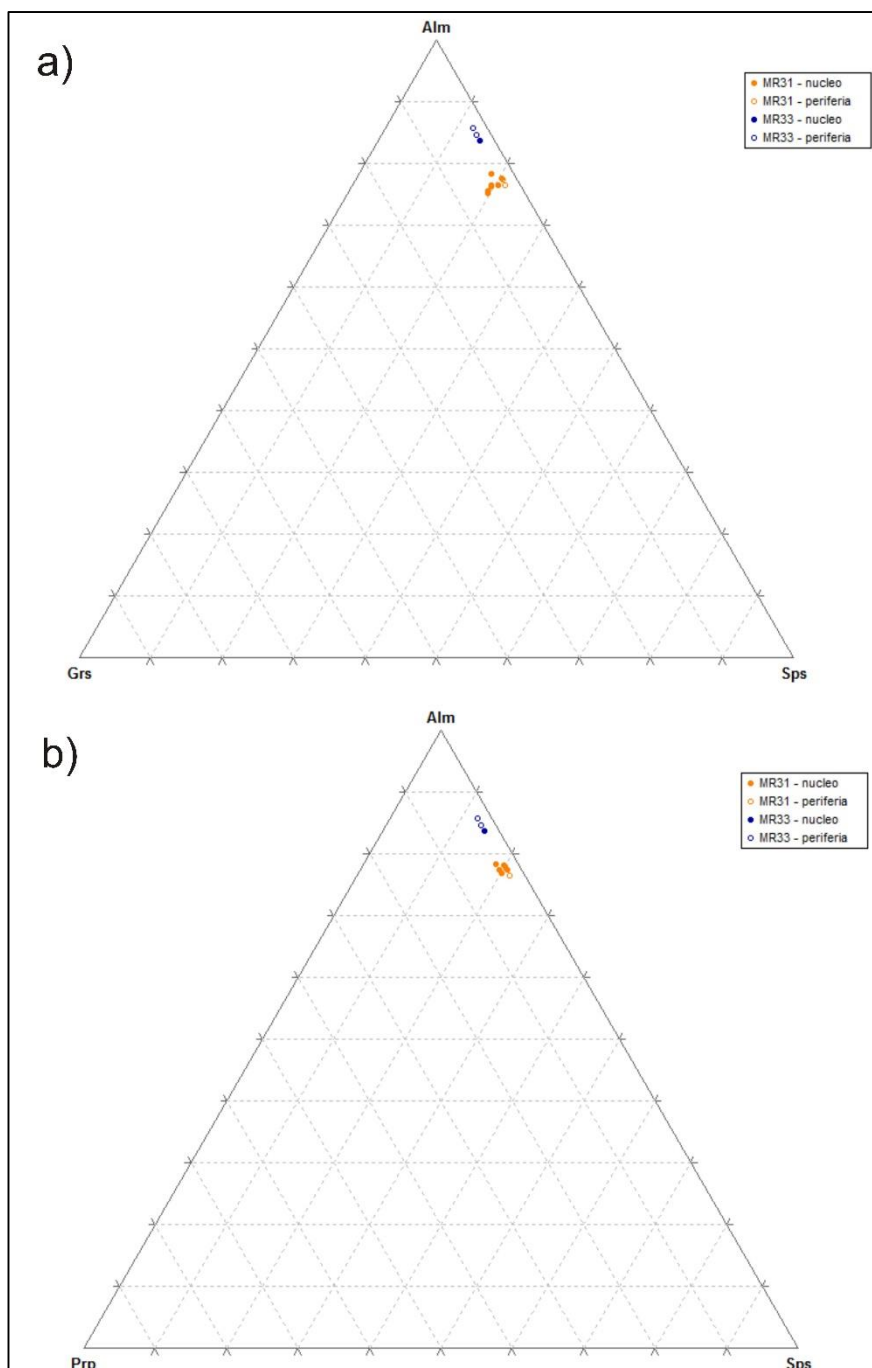 a)
Alm
MR31 - nucleo
MR31 - periferia
MR33 - nucleo
MR33 - periferia
Grs
Sps
b)
Alm
MR31 - nucleo
MR31 - periferia
MR33 - nucleo
MR33 - periferia
Prp
Sps